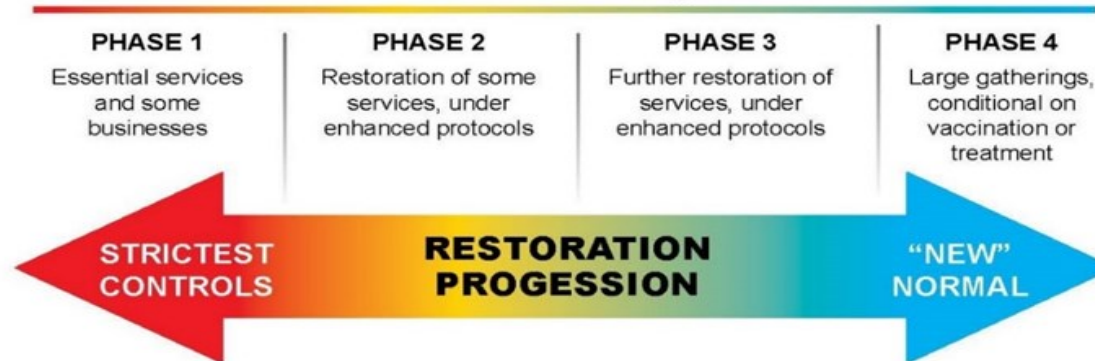 PHASE 1
Essential services
and some
businesses
PHASE 2
Restoration of some
services, under
enhanced protocols
PHASE 3
Further restoration of
services, under
enhanced protocols
PHASE 4
Large gatherings,
conditional on
vaccination or
treatment
STRICTEST
CONTROLS
RESTORATION
PROGESSION
“NEW”
NORMAL